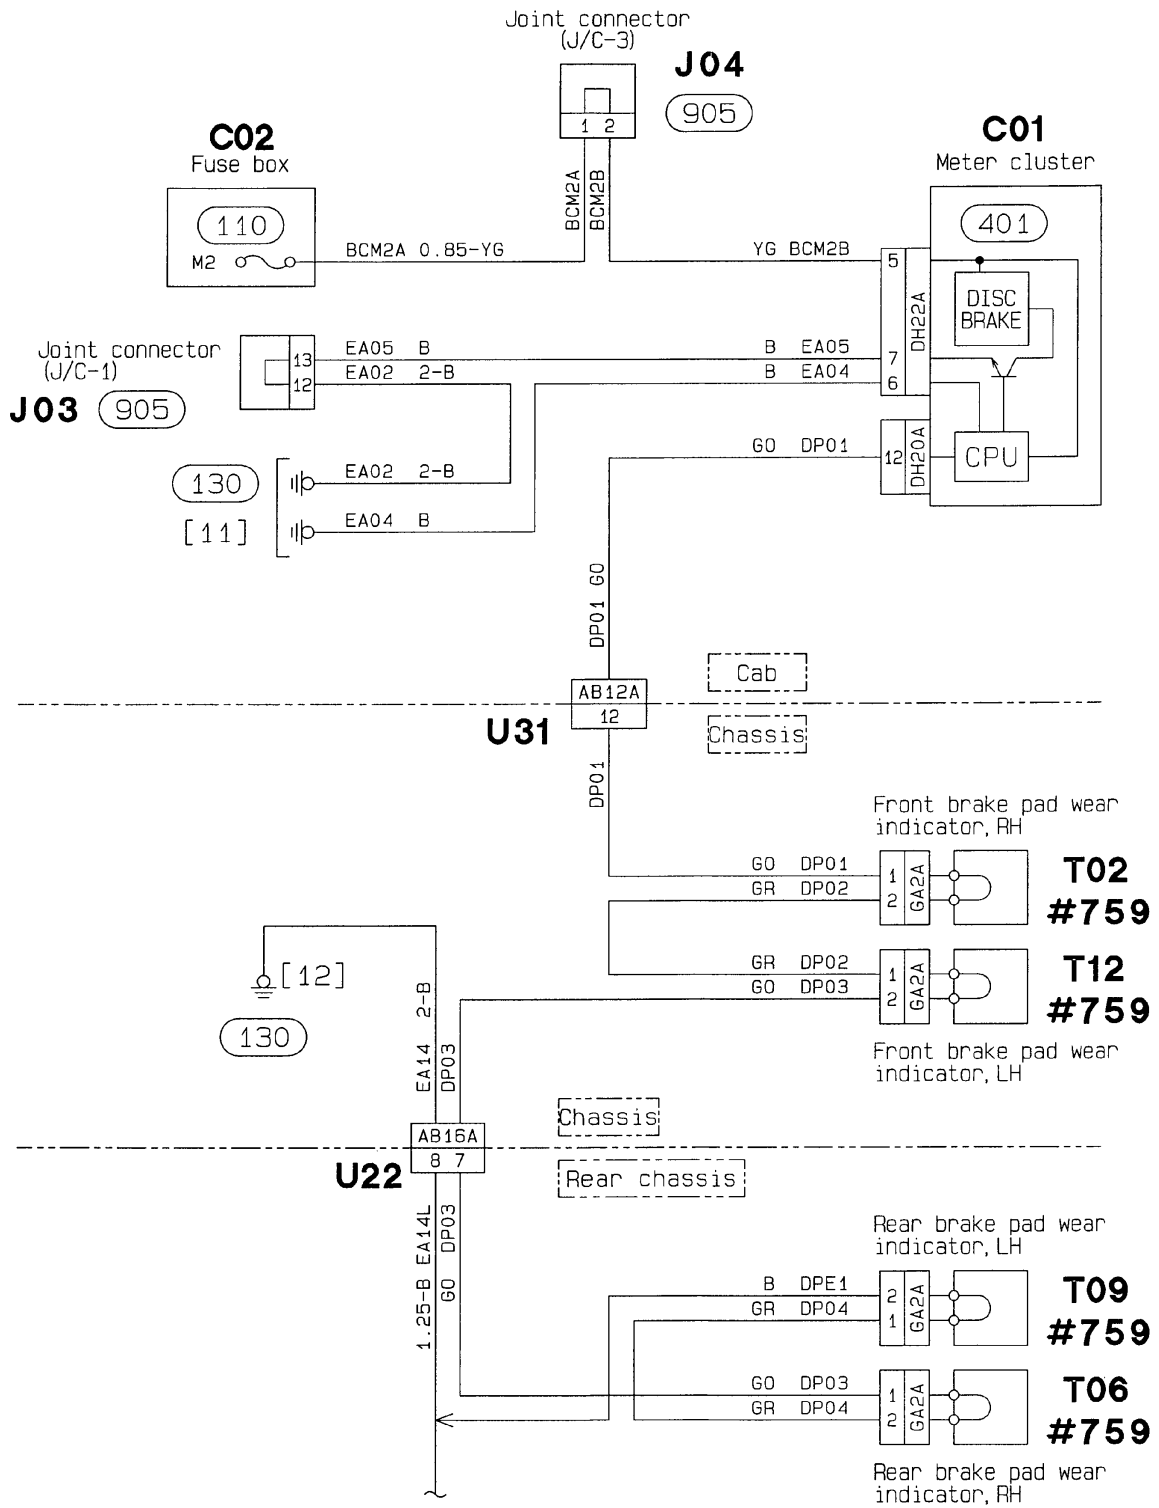 Joint connector
(J/C-3)
J04
905
1 2
C02
Fuse box
110
M2
BCM2A
BCM2B
BCM2A 0.85-YG
YG BCM2B
C01
Meter cluster
401
5
DH22A
DISC
BRAKE
7
6
Joint connector
(J/C-1)
J03
905
13
12
EA05 B
EA02 2-B
B EA05
B EA04
130
[11]
EA02 2-B
EA04 B
GO DP01
12
DH20A
CPU
DP01 GO
Cab
AB12A
12
U31
Chassis
DP01
Front brake pad wear
indicator, RH
GO DP01
GR DP02
1
2
GA2A
T02
#759
[12]
130
GR DP02
GO DP03
1
2
GA2A
T12
#759
Front brake pad wear
indicator, LH
EA14 2-B
DP03
Chassis
AB16A
8 7
U22
Rear chassis
1.25-B EA14L
GO DP03
Rear brake pad wear
indicator, LH
B DPE1
GR DP04
2
1
GA2A
T09
#759
GO DP03
GR DP04
1
2
GA2A
T06
#759
Rear brake pad wear
indicator, RH